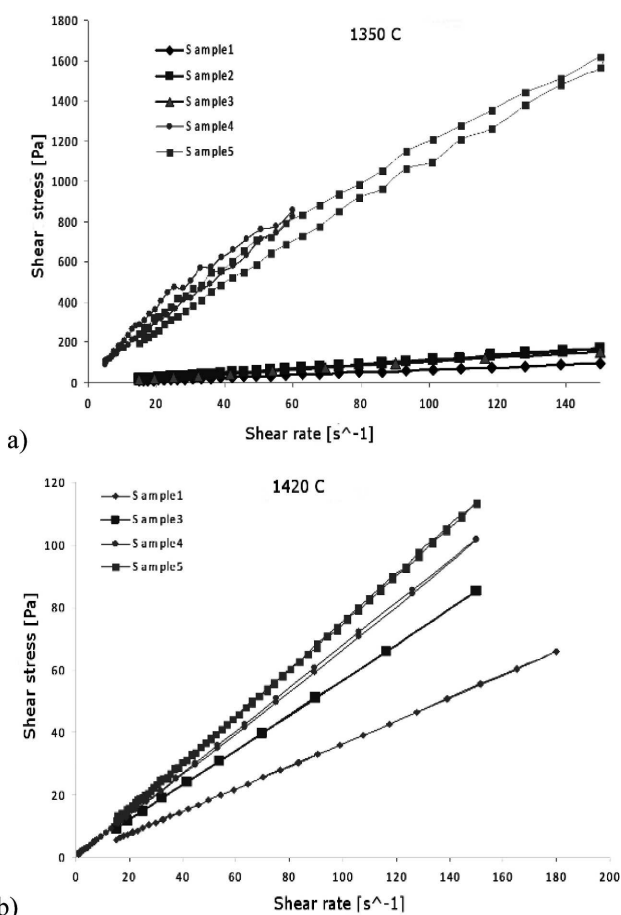 1350 C
Sample1
Sample2
Sample3
Sample4
Sample5
Shear stress [Pa]
1800
1600
1400
1200
1000
800
600
400
200
0
0 20 40 60 80 100 120 140
Shear rate [s^-1]
a)
1420 C
Sample1
Sample3
Sample4
Sample5
Shear stress [Pa]
120
100
80
60
40
20
0
0 20 40 60 80 100 120 140 160 180 200
Shear rate [s^-1]
b)